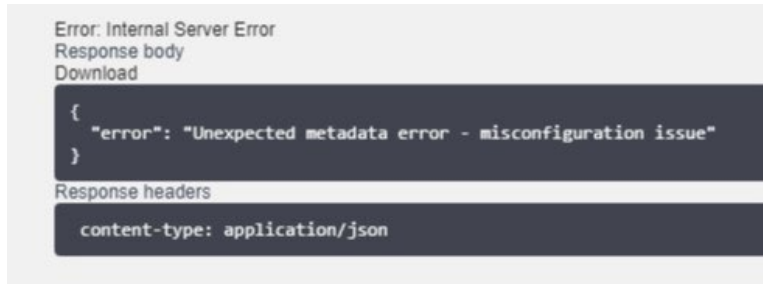 Error: Internal Server Error
Response body
Download
{
"error": "Unexpected metadata error - misconfiguration issue"
}
Response headers
content-type: application/json